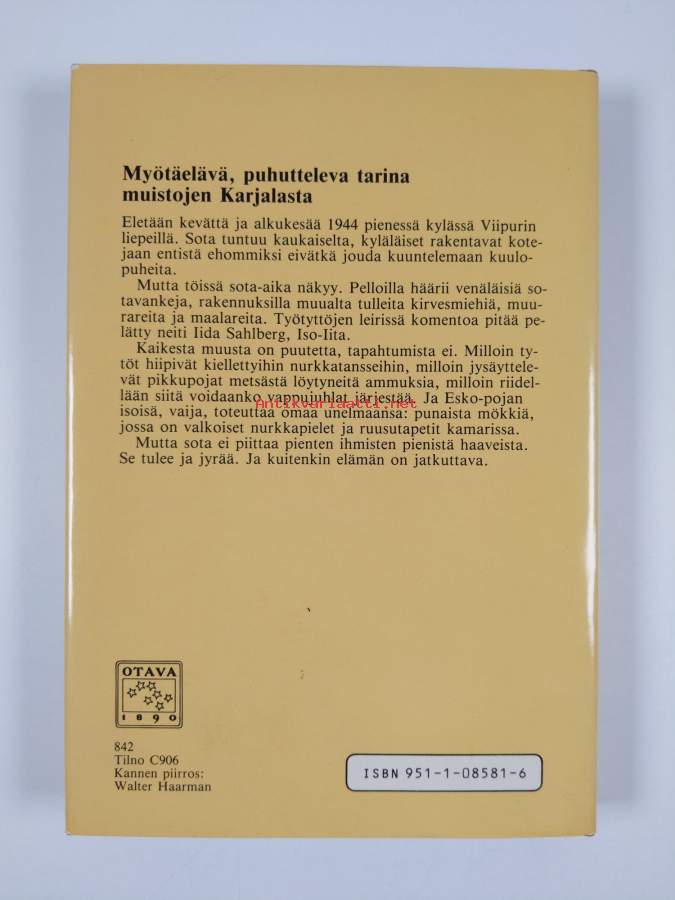 Myötäelävä, puhutteleva tarina
muistojen Karjalasta
Eletään kevättä ja alkukesää 1944 pienessä kylässä Viipurin
liepeillä. Sota tuntuu kaukaiselta, kyläläiset rakentavat kote-
jaan entistä ehommiksi eivätkä jouda kuuntelemaan kuulo-
puheita.
Mutta töissä sota-aika näkyy. Pelloilla häärii venäläisiä so-
tavankeja, rakennuksilla muualta tulleita kirvesmiehiä, muu-
rareita ja maalareita. Työtyttöjen leirissä komentoa pitää pe-
lätty neiti Iida Sahlberg, Iso-Iita.
Kaikesta muusta on puutetta, tapahtumista ei. Milloin ty-
töt hiipivät kiellettyihin nurkkatansseihin, milloin jysäyttele-
vät pikkupojat metsästä löytyneitä ammuksia, milloin riidel-
lään siitä voidaanko vappujuhlat järjestää. Ja Esko-pojan
Antikvariaatti.net
isoisä, vaija, toteuttaa omaa unelmaansa: punaista mökkiä,
jossa on valkoiset nurkkapielet ja ruusutapetit kamarissa.
Mutta sota ei piittaa pienten ihmisten pienistä haaveista.
Se tulee ja jyrää. Ja kuitenkin elämän on jatkuttava.
OTAVA
1890
842
Tilno C906
Kannen piirros:
Walter Haarman
ISBN 951-1-08581-6